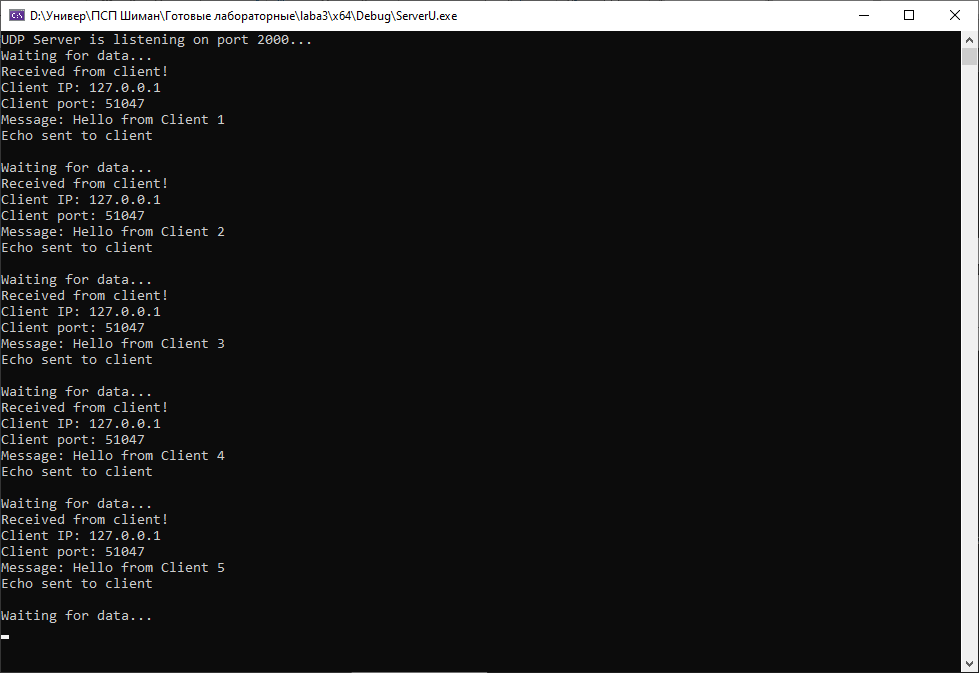 D:\Универ\ПСП Шиман\Готовые лабораторные\laba3\x64\Debug\ServerU.exe
UDP Server is listening on port 2000...
Waiting for data...
Received from client!
Client IP: 127.0.0.1
Client port: 51047
Message: Hello from Client 1
Echo sent to client
Waiting for data...
Received from client!
Client IP: 127.0.0.1
Client port: 51047
Message: Hello from Client 2
Echo sent to client
Waiting for data...
Received from client!
Client IP: 127.0.0.1
Client port: 51047
Message: Hello from Client 3
Echo sent to client
Waiting for data...
Received from client!
Client IP: 127.0.0.1
Client port: 51047
Message: Hello from Client 4
Echo sent to client
Waiting for data...
Received from client!
Client IP: 127.0.0.1
Client port: 51047
Message: Hello from Client 5
Echo sent to client
Waiting for data...